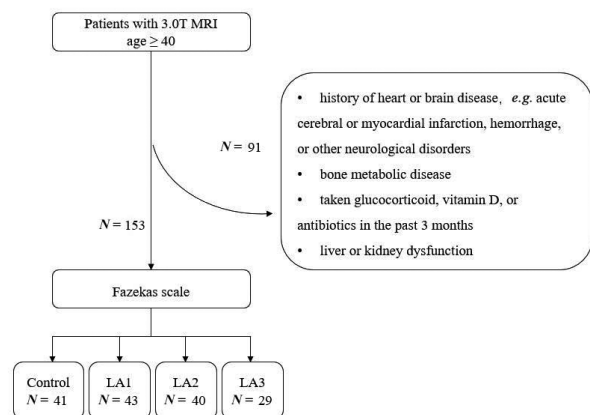 Patients with 3.0T MRI
age ≥ 40
• history of heart or brain disease, e.g. acute
cerebral or myocardial infarction, hemorrhage,
or other neurological disorders
• bone metabolic disease
• taken glucocorticoid, vitamin D, or
antibiotics in the past 3 months
• liver or kidney dysfunction
N = 91
N = 153
Fazekas scale
Control
N = 41
LA1
N = 43
LA2
N = 40
LA3
N = 29